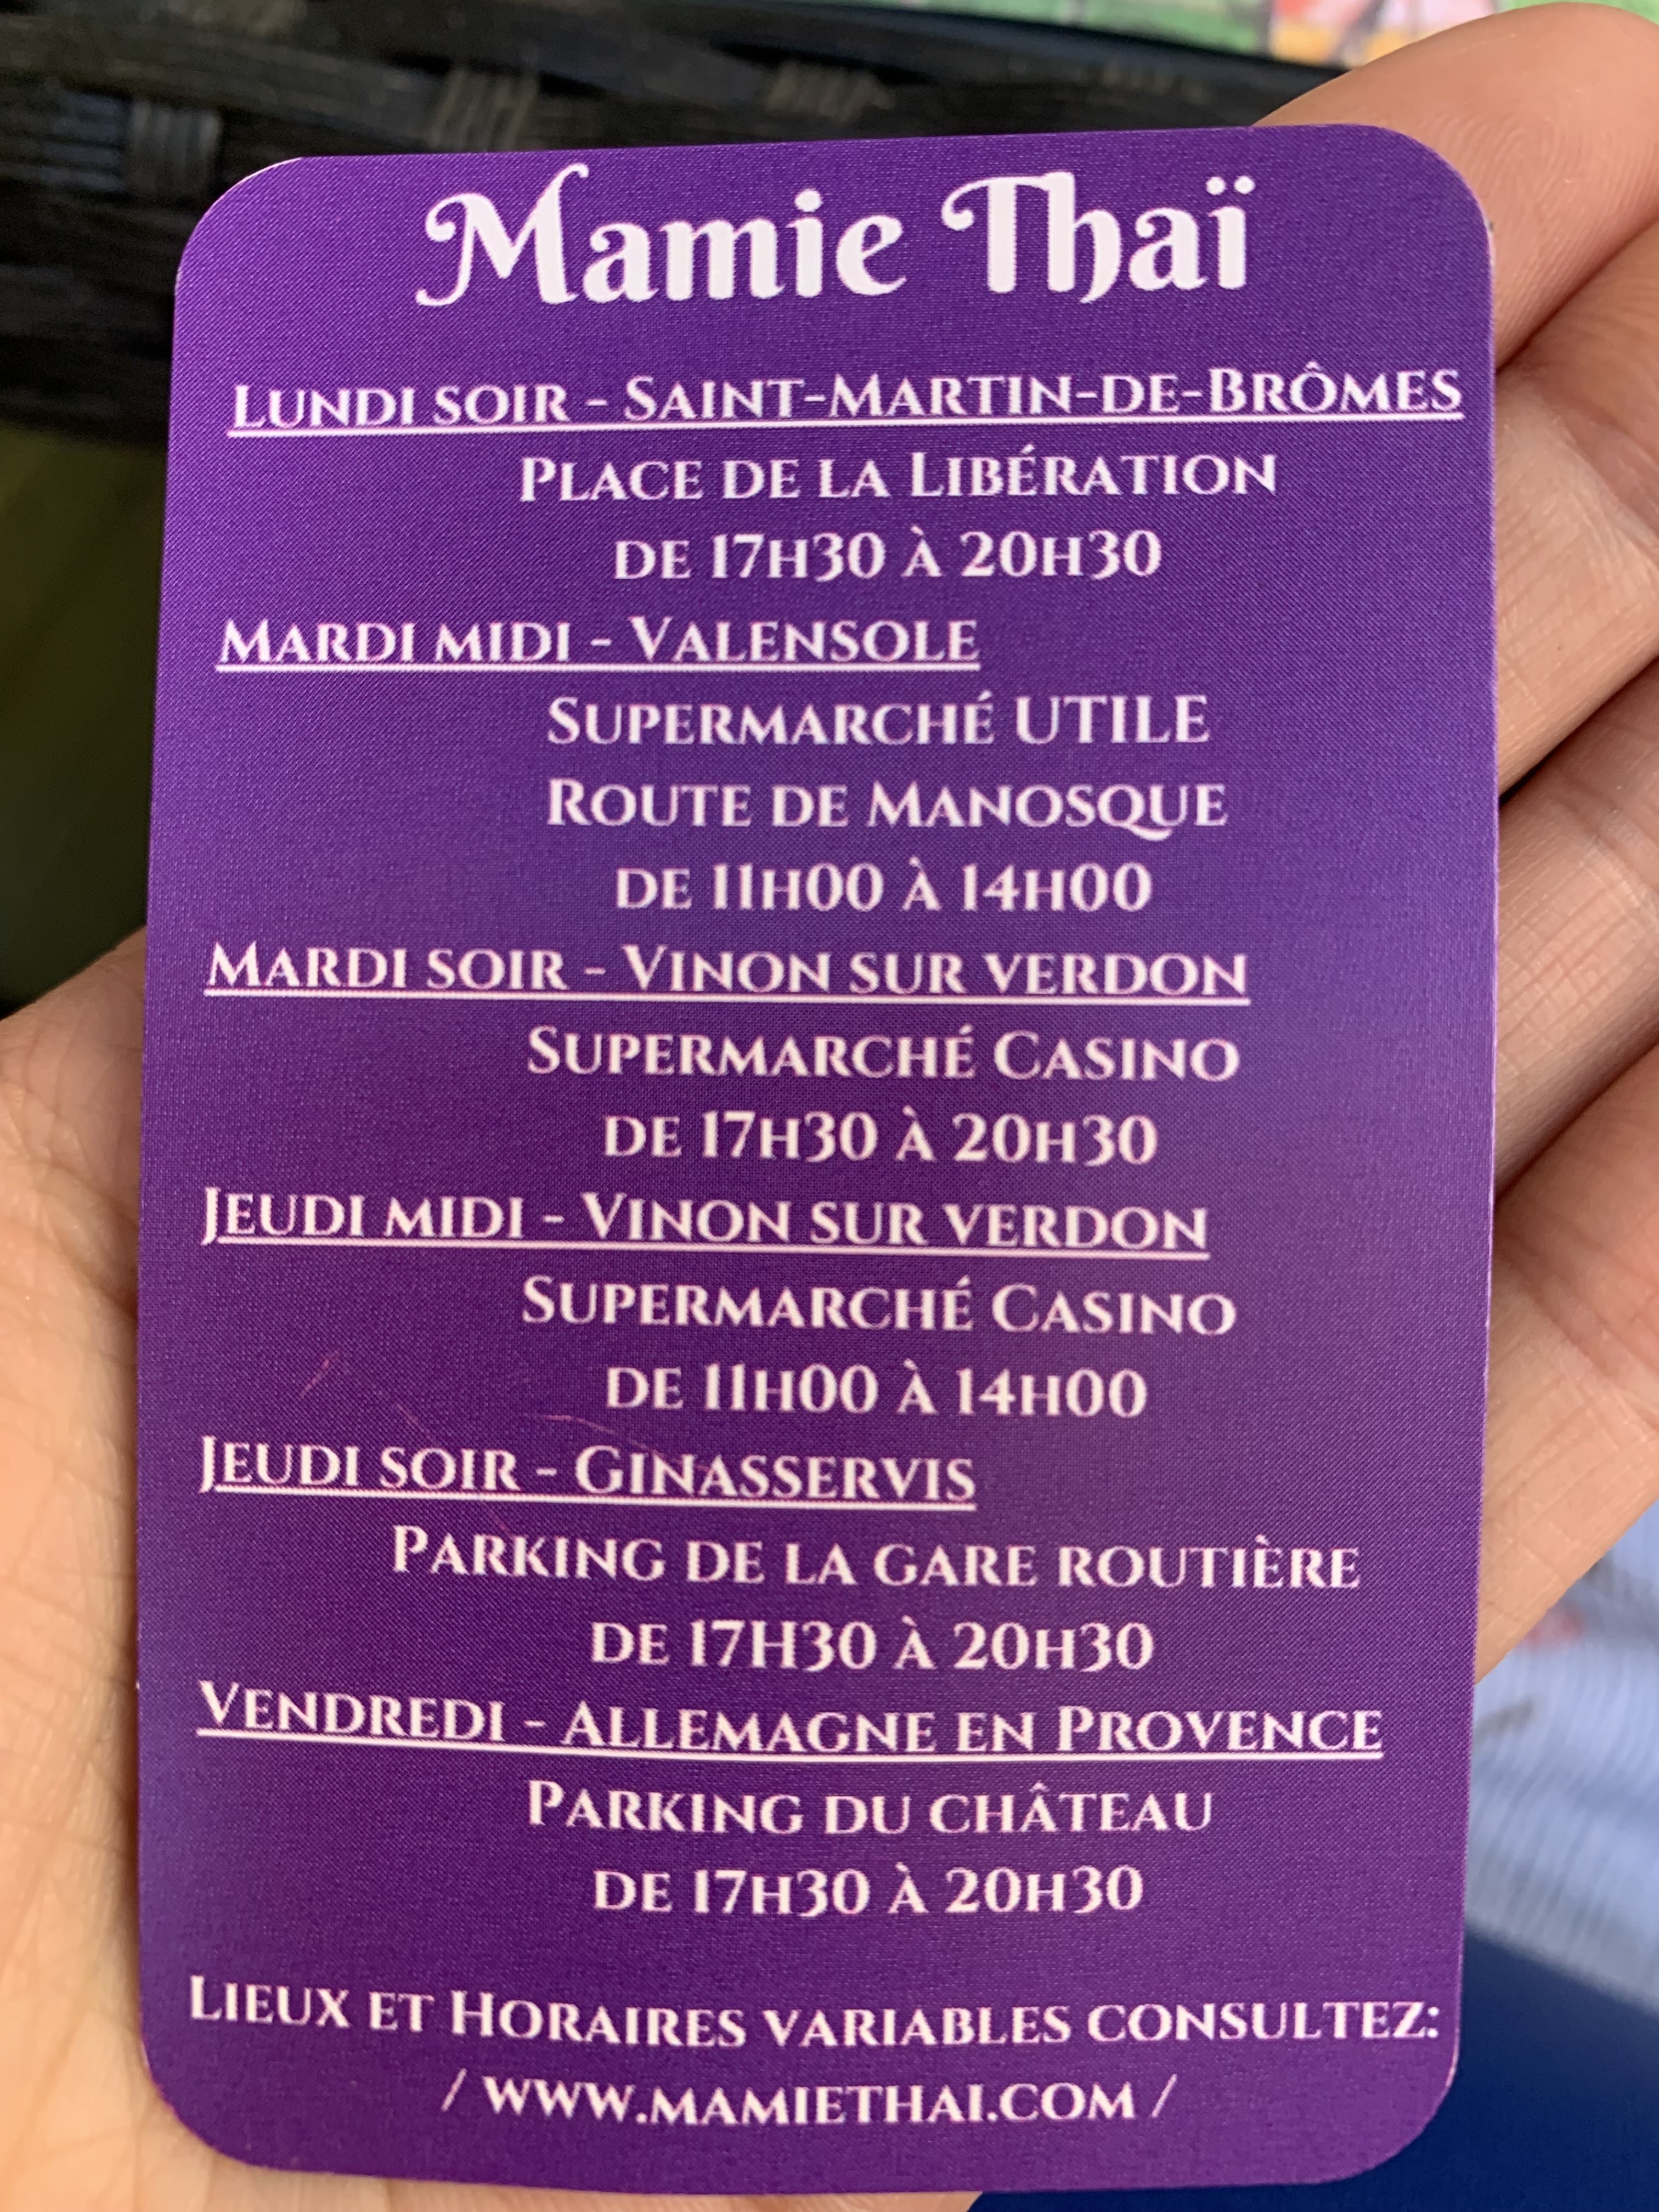 Mamie Thaï
Lundi soir - Saint-Martin-de-Brômes
Place de la Libération
de 17h30 à 20h30
Mardi midi - Valensole
Supermarché UTILE
Route de Manosque
de 11h00 à 14h00
Mardi soir - Vinon sur verdon
Supermarché Casino
de 17h30 à 20h30
Jeudi midi - Vinon sur verdon
Supermarché Casino
de 11h00 à 14h00
Jeudi soir - Ginasservis
Parking de la gare routière
de 17H30 à 20h30
Vendredi - Allemagne en Provence
Parking du château
de 17h30 à 20h30
Lieux et Horaires variables consultez:
/ www.mamiethai.com /